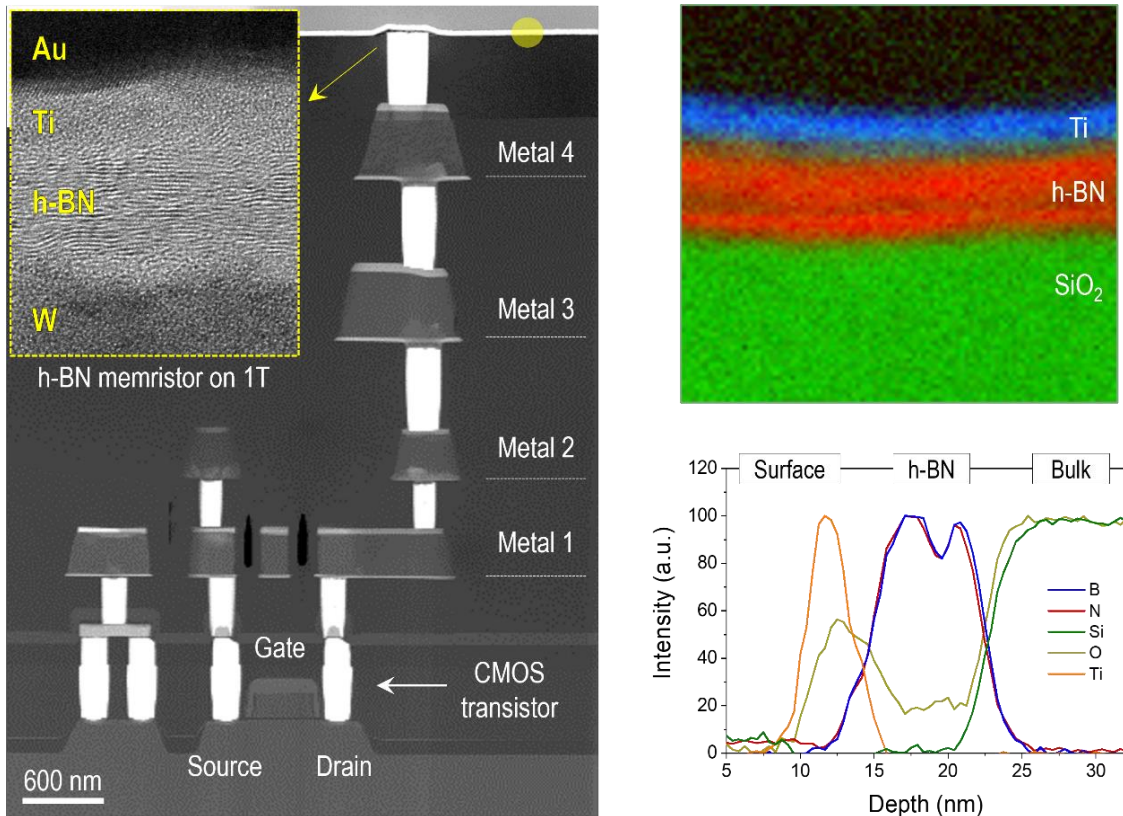 Au
Ti
h-BN
W
h-BN memristor on 1T
Metal 4
Metal 3
Metal 2
Metal 1
Gate
CMOS
transistor
Source
Drain
600 nm
Ti
h-BN
SiO₂
Surface
h-BN
Bulk
120
100
80
60
40
20
0
Intensity (a.u.)
B
N
Si
O
Ti
5
10
15
20
25
30
Depth (nm)